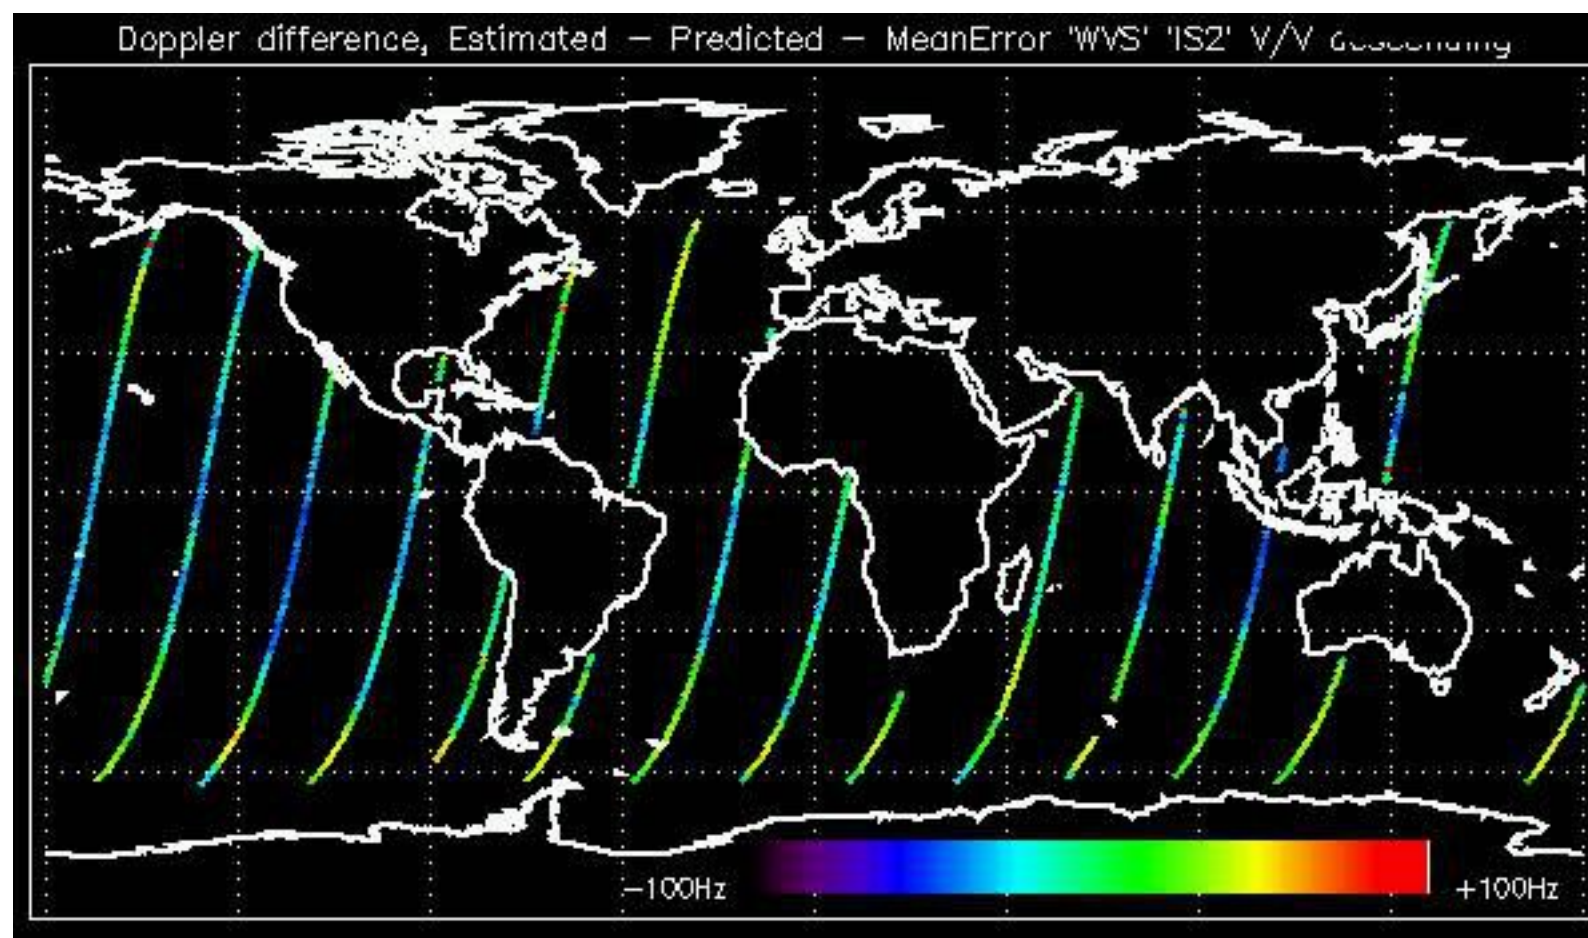 Doppler difference, Estimated – Predicted – MeanError 'WVS' 'IS2' V/V
–100Hz
+100Hz